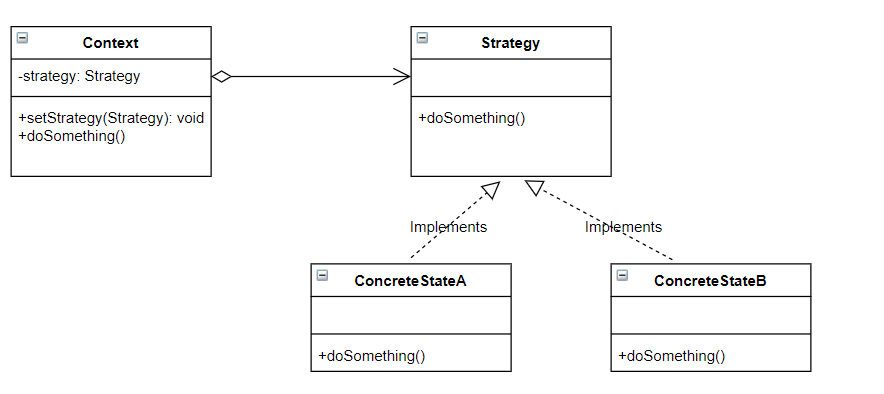 Context
-strategy: Strategy
+setStrategy(Strategy): void
+doSomething()
Strategy
+doSomething()
Implements
Implements
ConcreteStateA
+doSomething()
ConcreteStateB
+doSomething()